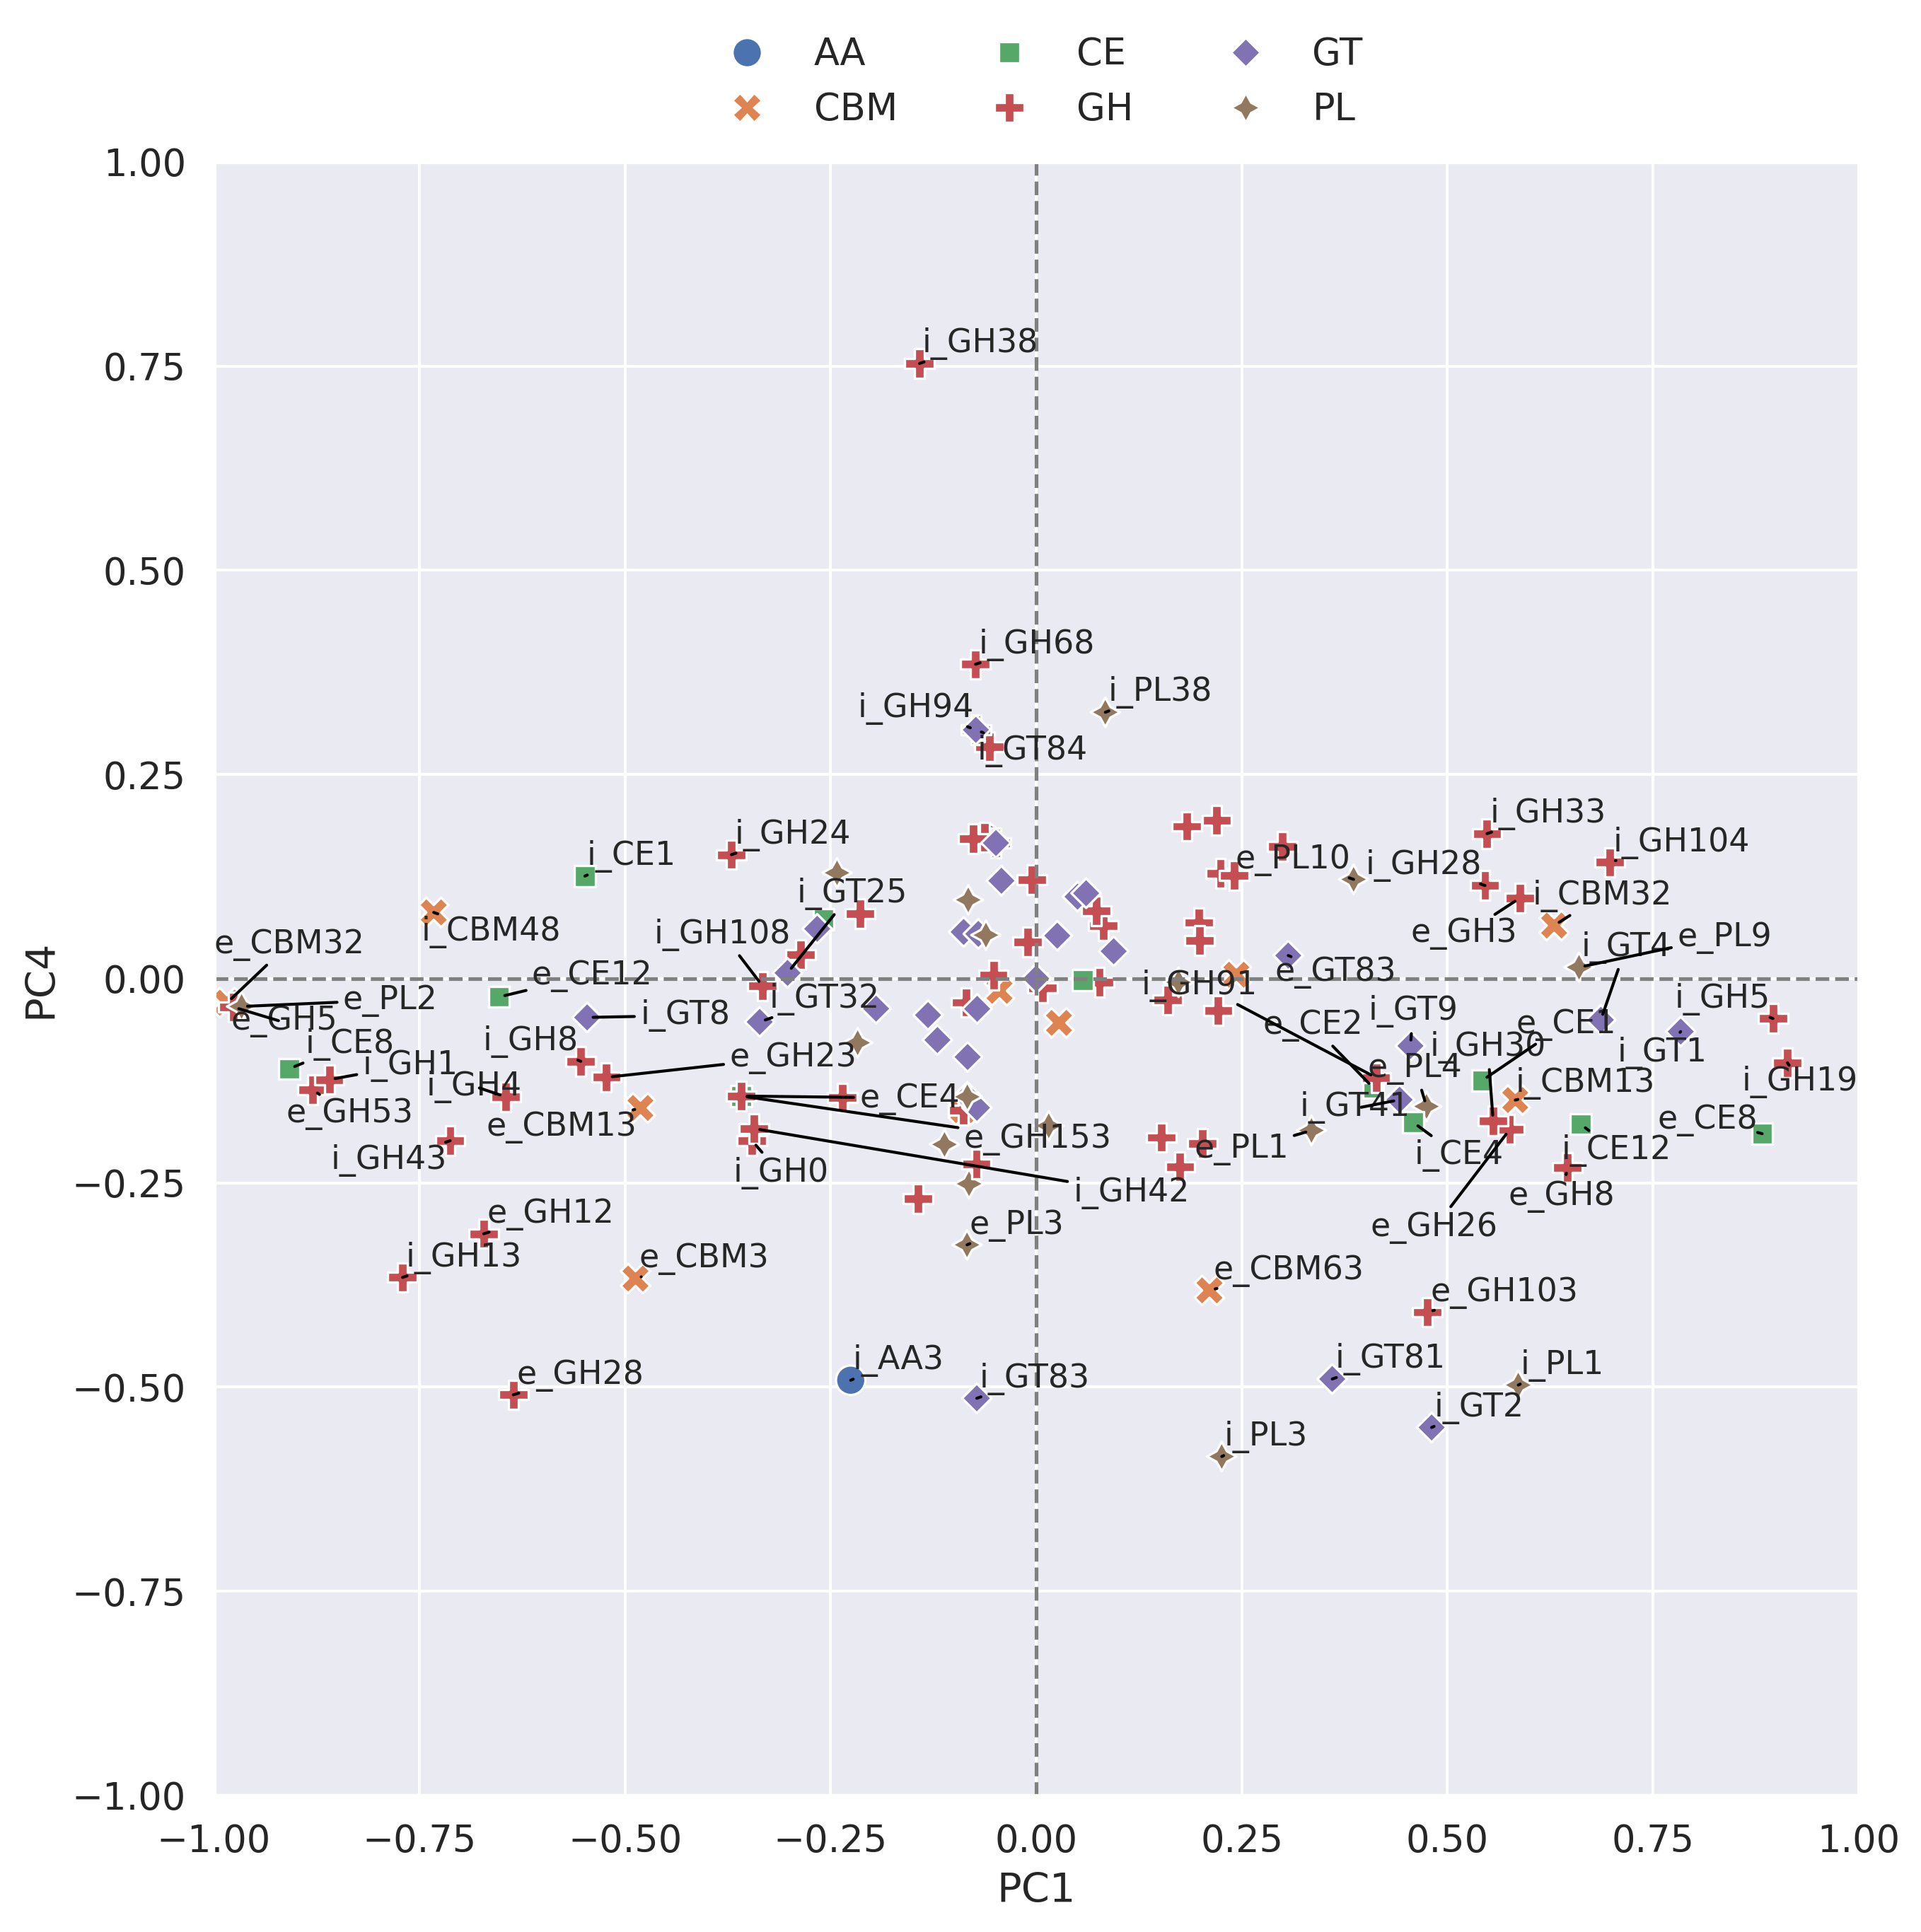 AA CE GT
CBM GH PL
1.00
0.75
0.50
0.25
0.00
−0.25
−0.50
−0.75
−1.00
PC4
i_GH38
i_GH68
i_PL38
i_GH94
i_GT84
i_GH33
i_GH24
i_GH104
i_CE1
e_PL10
i_GH28
i_GT25
i_CBM32
i_CBM48
e_GH3
e_PL9
i_GH108
i_GT4
e_CBM32
e_CE12
e_GT83
i_GH91
e_PL2
i_GT32
i_GH5
i_GT9
e_GH5
i_GT8
e_CE2
e_CE1
i_CE8
i_GH8
i_GH30
i_GT1
e_GH23
i_GH1
e_PL4
i_GH4
i_CBM13
i_GH19
e_CE4
i_GT41
e_GH53
e_CBM13
e_CE8
e_GH153
e_PL1
i_CE4
i_CE12
i_GH43
i_GH0
i_GH42
e_GH8
e_GH12
e_PL3
e_GH26
i_GH13
e_CBM3
e_CBM63
e_GH103
i_AA3
i_GT81
i_PL1
e_GH28
i_GT83
i_GT2
i_PL3
−1.00 −0.75 −0.50 −0.25 0.00 0.25 0.50 0.75 1.00
PC1